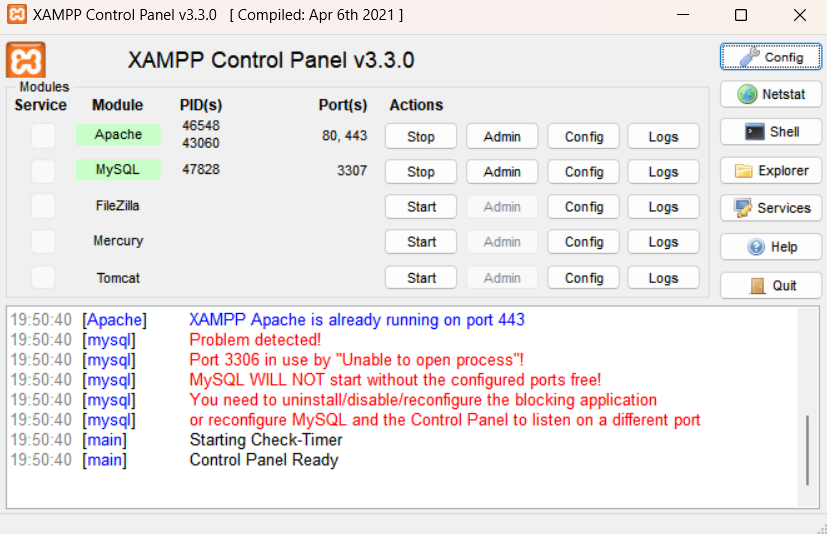 XAMPP Control Panel v3.3.0 [ Compiled: Apr 6th 2021 ]
XAMPP Control Panel v3.3.0
Config
Modules
Service Module PID(s) Port(s) Actions
Netstat
Apache 46548 43060 80, 443 Stop Admin Config Logs
Shell
MySQL 47828 3307 Stop Admin Config Logs
Explorer
FileZilla Start Admin Config Logs
Services
Mercury Start Admin Config Logs
Help
Tomcat Start Admin Config Logs
Quit
19:50:40 [Apache] XAMPP Apache is already running on port 443
19:50:40 [mysql] Problem detected!
19:50:40 [mysql] Port 3306 in use by "Unable to open process"!
19:50:40 [mysql] MySQL WILL NOT start without the configured ports free!
19:50:40 [mysql] You need to uninstall/disable/reconfigure the blocking application
19:50:40 [mysql] or reconfigure MySQL and the Control Panel to listen on a different port
19:50:40 [main] Starting Check-Timer
19:50:40 [main] Control Panel Ready